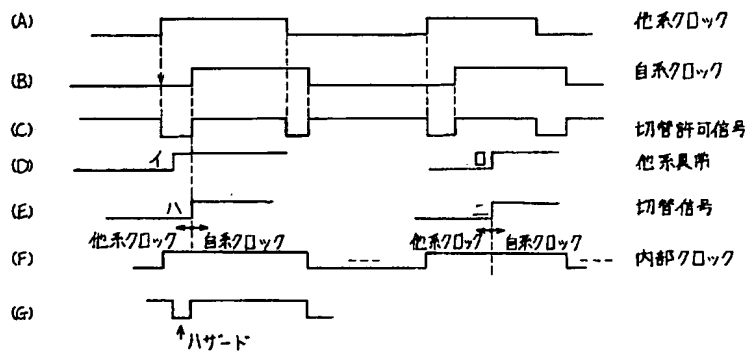 (A) 他系クロック
(B) 自系クロック
(C) 切替許可信号
(D) イ ロ 他系異常
(E) ハ ニ 切替信号
他系クロック 自系クロック 他系クロック 自系クロック
(F) 内部クロック
(G)
ハザード